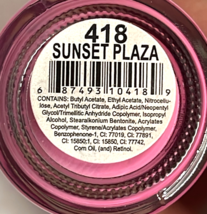 418
SUNSET PLAZA
6 87493 10418 9
CONTAINS: Butyl Acetate, Ethyl Acetate, Nitrocellu-
lose, Acetyl Tributyl Citrate, Adipic Acid/Neopentyl
Glycol/Trimellitic Anhydride Copolymer, Isopropyl
Alcohol, Stearalkonium Bentonite, Acrylates
Copolymer, Styrene/Acrylates Copolymer,
Benzophenone-1, CI: 77019, CI: 77891,
CI: 15850:1, CI: 15850, CI: 77742,
Corn Oil, (and) Retinol.